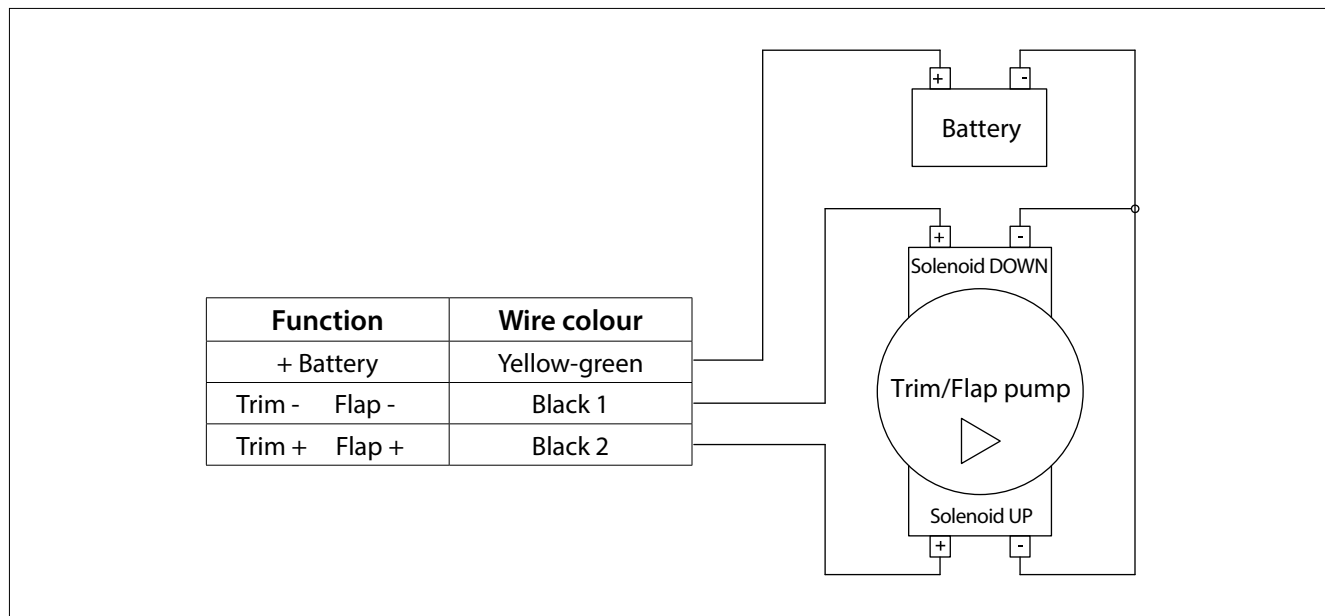 + -
Battery
+ -
Solenoid DOWN
Function Wire colour
+ Battery Yellow-green
Trim - Flap - Black 1
Trim + Flap + Black 2
Trim/Flap pump
Solenoid UP
+ -